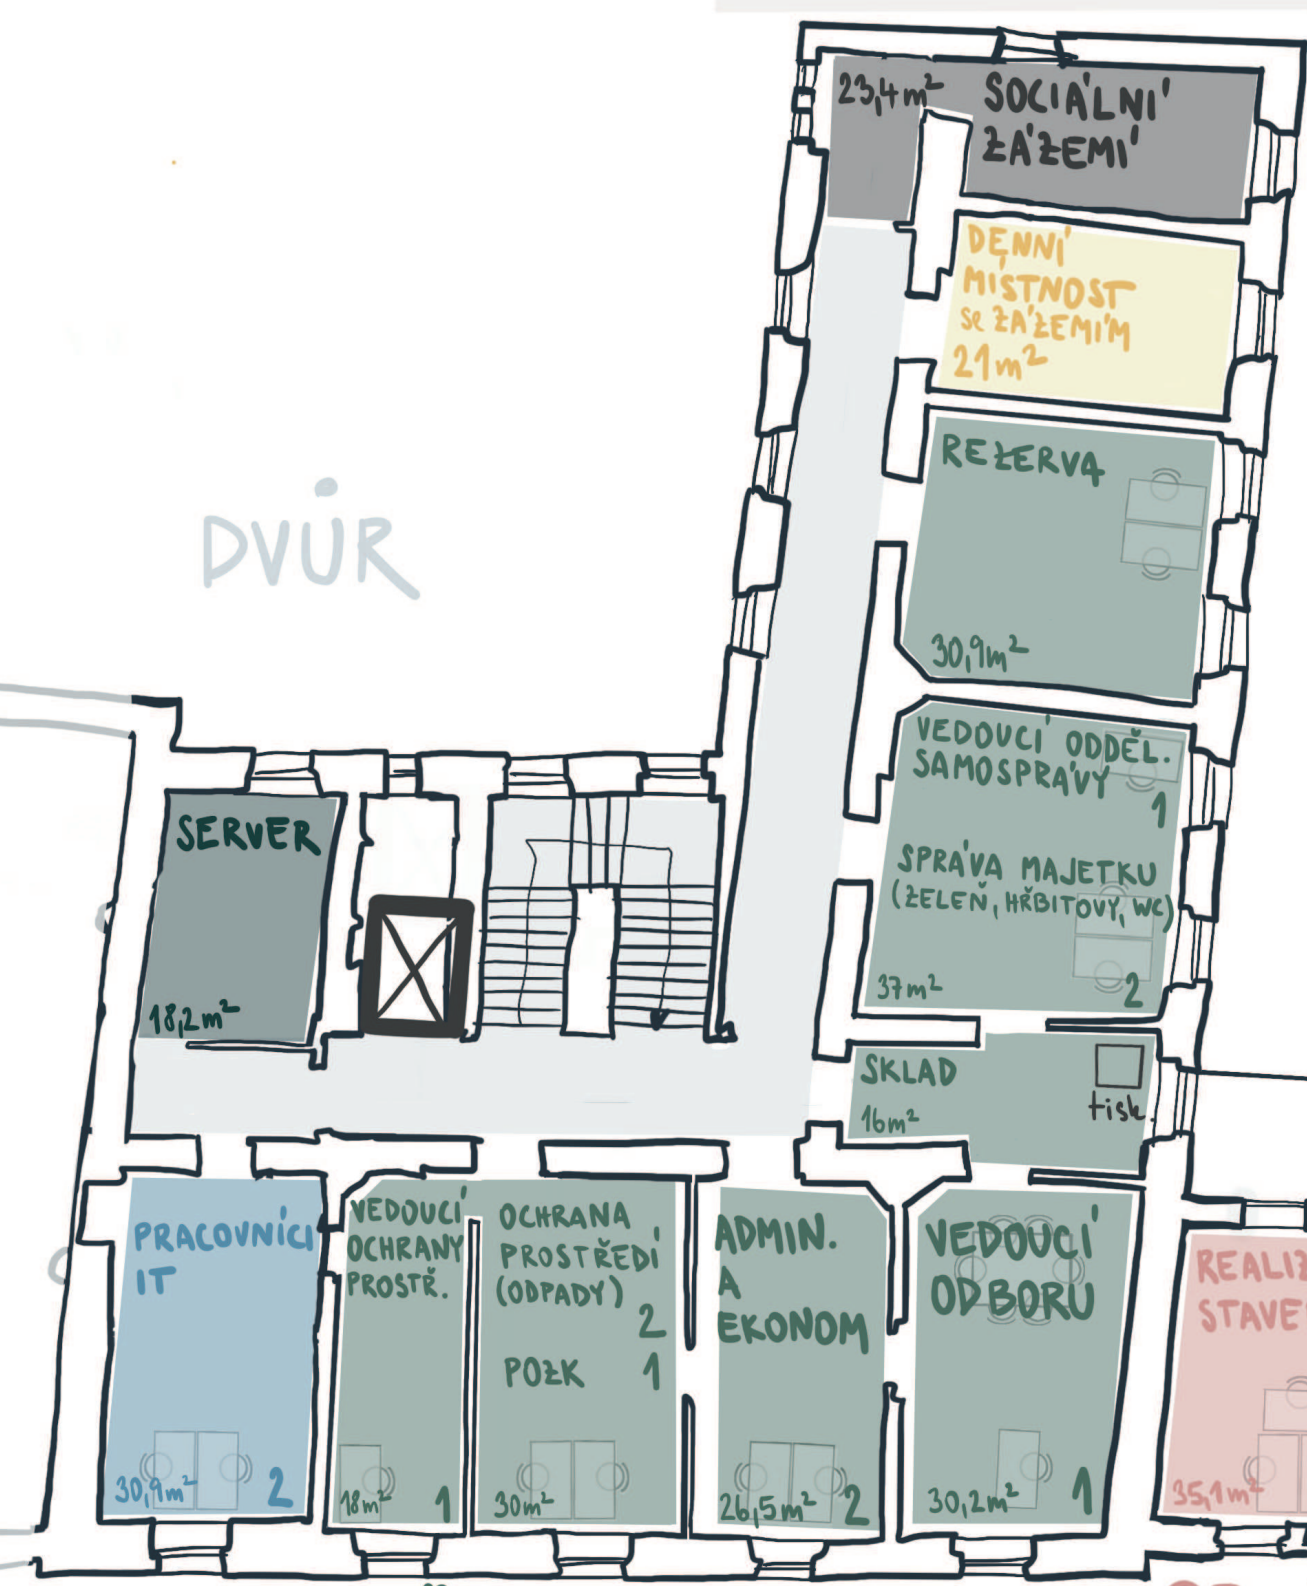 23,4m²
SOCIÁLNÍ
ZÁZEMÍ
DENNÍ
MÍSTNOST
se ZÁZEMÍM
21m²
REZERVA
30,9m²
DVŮR
VEDOUCÍ ODDĚL.
SAMOSPRÁVY
1
SPRÁVA MAJETKU
(ZELEŇ, HŘBITOVY, WC)
37m²
2
SERVER
18,2m²
SKLAD
16m²
tisk.
PRACOVNÍCI
IT
30,9m²
2
VEDOUCÍ
OCHRANY
PROSTŘ.
18m²
1
OCHRANA
PROSTŘEDÍ
(ODPADY)
2
POZK 1
30m²
ADMIN.
A
EKONOM
26,5m²
2
VEDOUCÍ
ODBORU
30,2m²
1
REALIZ
STAVE
35,1m²